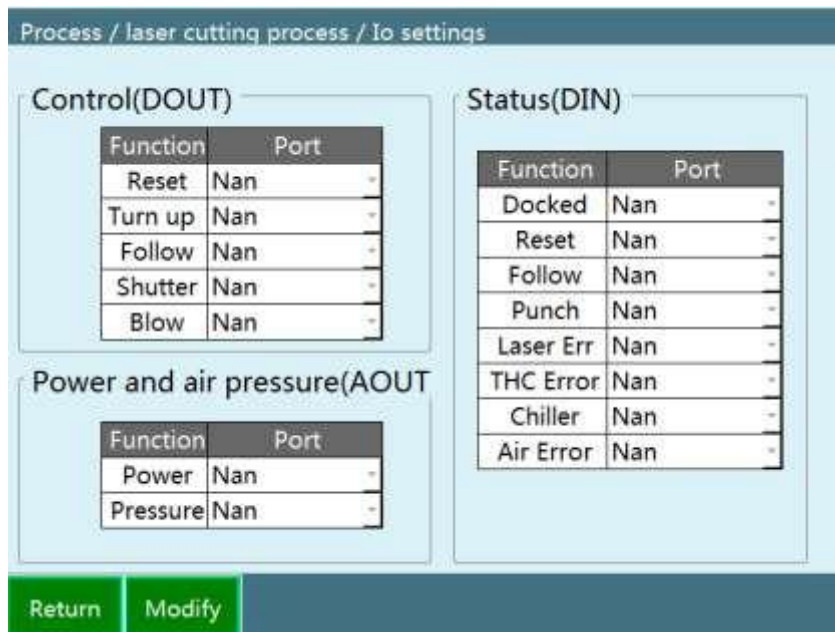 Process / laser cutting process / Io settings
Control(DOUT)
Function Port
Reset Nan
Turn up Nan
Follow Nan
Shutter Nan
Blow Nan
Power and air pressure(AOUT
Function Port
Power Nan
Pressure Nan
Status(DIN)
Function Port
Docked Nan
Reset Nan
Follow Nan
Punch Nan
Laser Err Nan
THC Error Nan
Chiller Nan
Air Error Nan
Return Modify